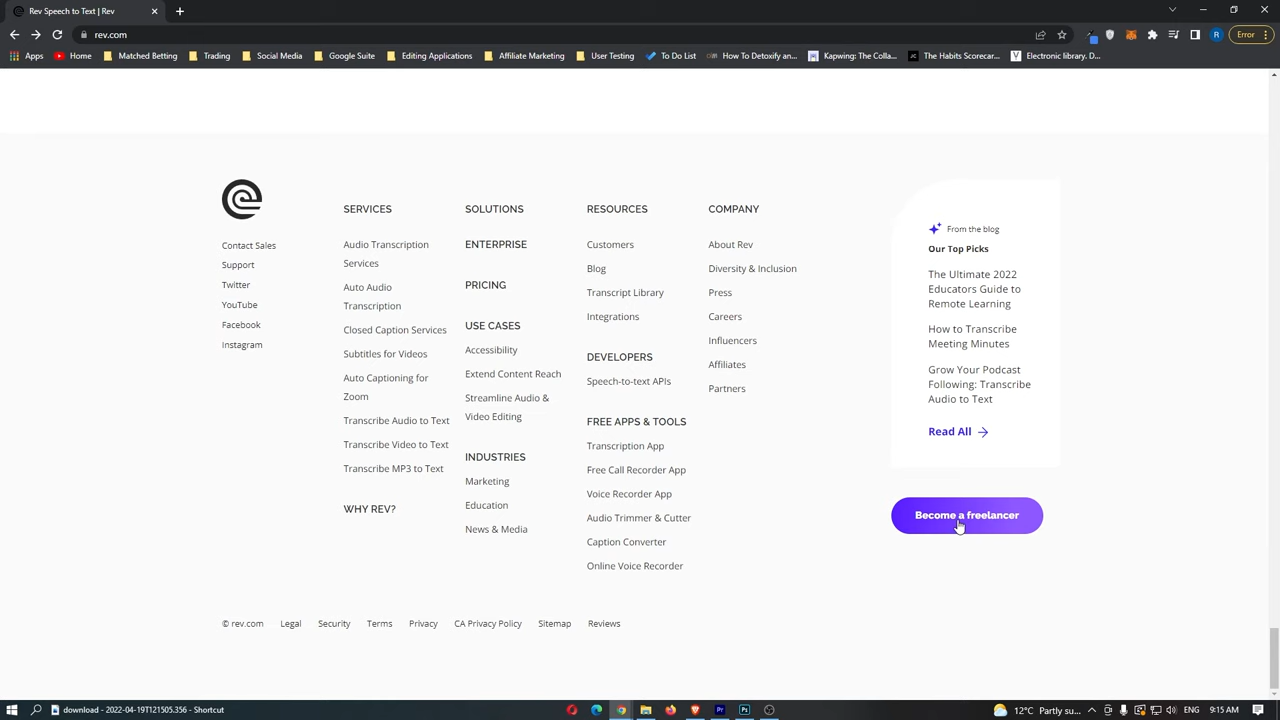 Rev Speech to Text | Rev
rev.com
Error
Apps
Home
Matched Betting
Trading
Social Media
Google Suite
Editing Applications
Affiliate Marketing
User Testing
To Do List
How To Detoxify an...
Kapwing: The Colla...
The Habits Scorecar...
Electronic library. D...
Contact Sales
Support
Twitter
YouTube
Facebook
Instagram
SERVICES
Audio Transcription
Services
Auto Audio
Transcription
Closed Caption Services
Subtitles for Videos
Auto Captioning for
Zoom
Transcribe Audio to Text
Transcribe Video to Text
Transcribe MP3 to Text
WHY REV?
SOLUTIONS
ENTERPRISE
PRICING
USE CASES
Accessibility
Extend Content Reach
Streamline Audio &
Video Editing
INDUSTRIES
Marketing
Education
News & Media
RESOURCES
Customers
Blog
Transcript Library
Integrations
DEVELOPERS
Speech-to-text APIs
FREE APPS & TOOLS
Transcription App
Free Call Recorder App
Voice Recorder App
Audio Trimmer & Cutter
Caption Converter
Online Voice Recorder
COMPANY
About Rev
Diversity & Inclusion
Press
Careers
Influencers
Affiliates
Partners
From the blog
Our Top Picks
The Ultimate 2022
Educators Guide to
Remote Learning
How to Transcribe
Meeting Minutes
Grow Your Podcast
Following: Transcribe
Audio to Text
Read All
Become a freelancer
© rev.com
Legal
Security
Terms
Privacy
CA Privacy Policy
Sitemap
Reviews
download - 2022-04-19T121505.356 - Shortcut
12°C Partly su...
ENG
9:15 AM